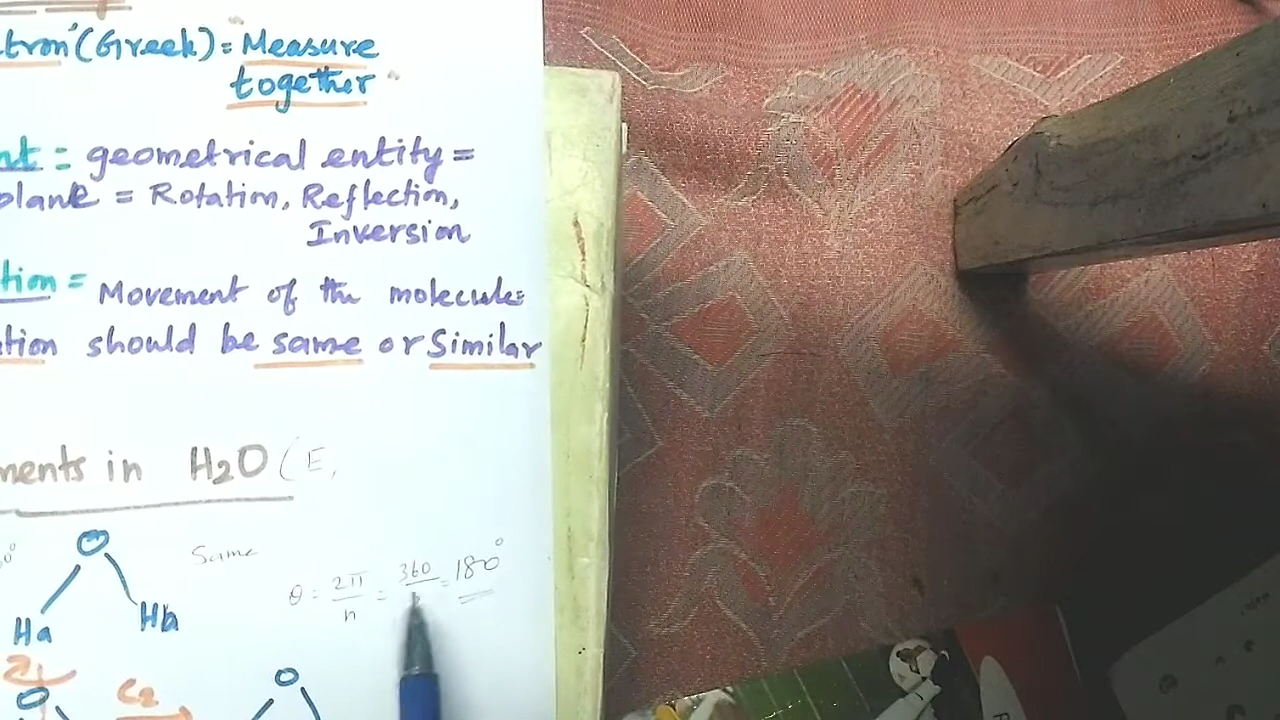 tron' (Greek) = Measure
together
nt = geometrical entity =
plane = Rotation, Reflection,
Inversion
tion = Movement of the molecule
tion should be same or Similar
ments in H2O (E,
O Same
θ = 2π/n = 360/ = 180°
Ha Hb
C2